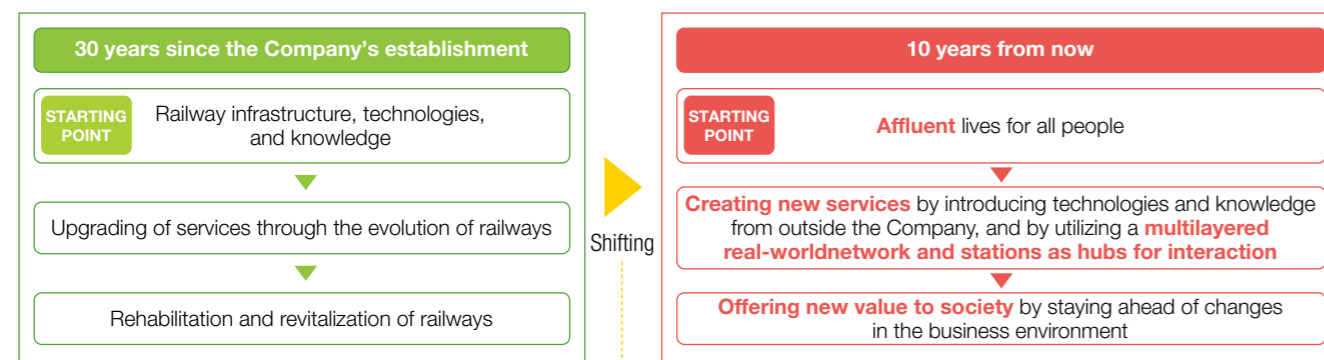 30 years since the Company’s establishment
STARTING
POINT
Railway infrastructure, technologies,
and knowledge
Upgrading of services through the evolution of railways
Rehabilitation and revitalization of railways
Shifting
10 years from now
STARTING
POINT
Affluent lives for all people
Creating new services by introducing technologies and knowledge
from outside the Company, and by utilizing a multilayered
real-worldnetwork and stations as hubs for interaction
Offering new value to society by staying ahead of changes
in the business environment